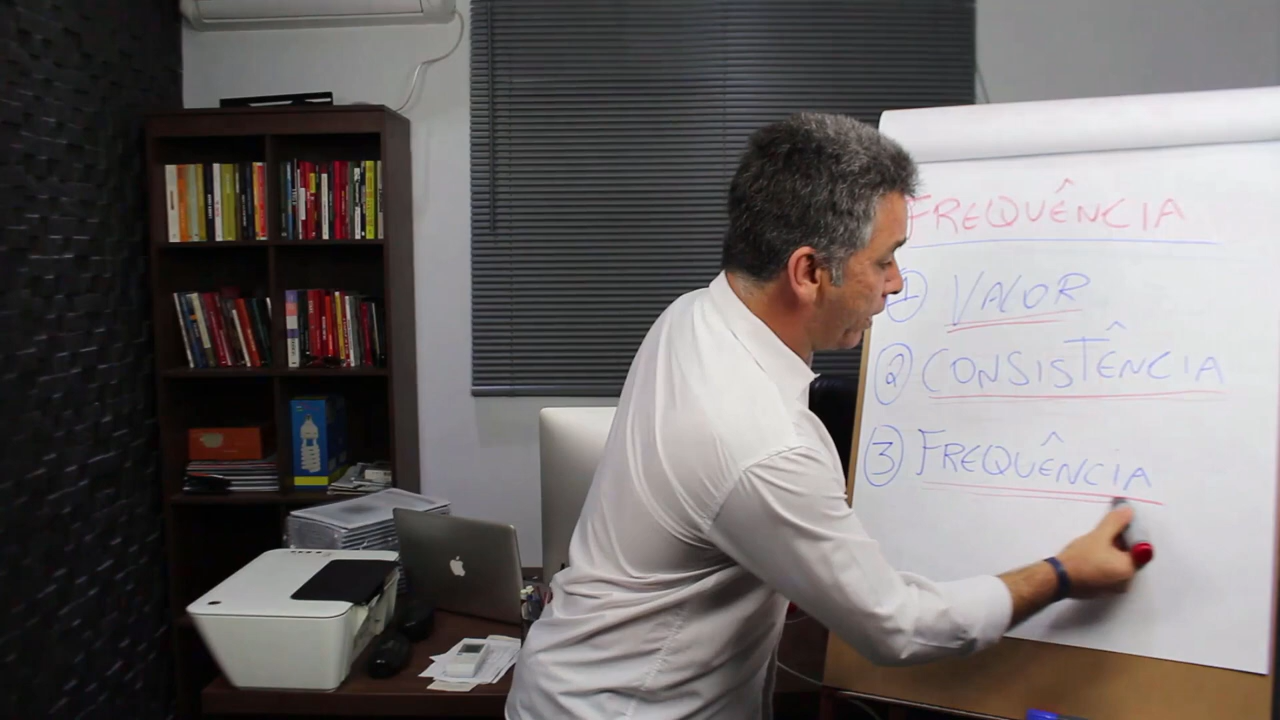 FREQUÊNCIA
1 VALOR
2 CONSISTÊNCIA
3 FREQUÊNCIA